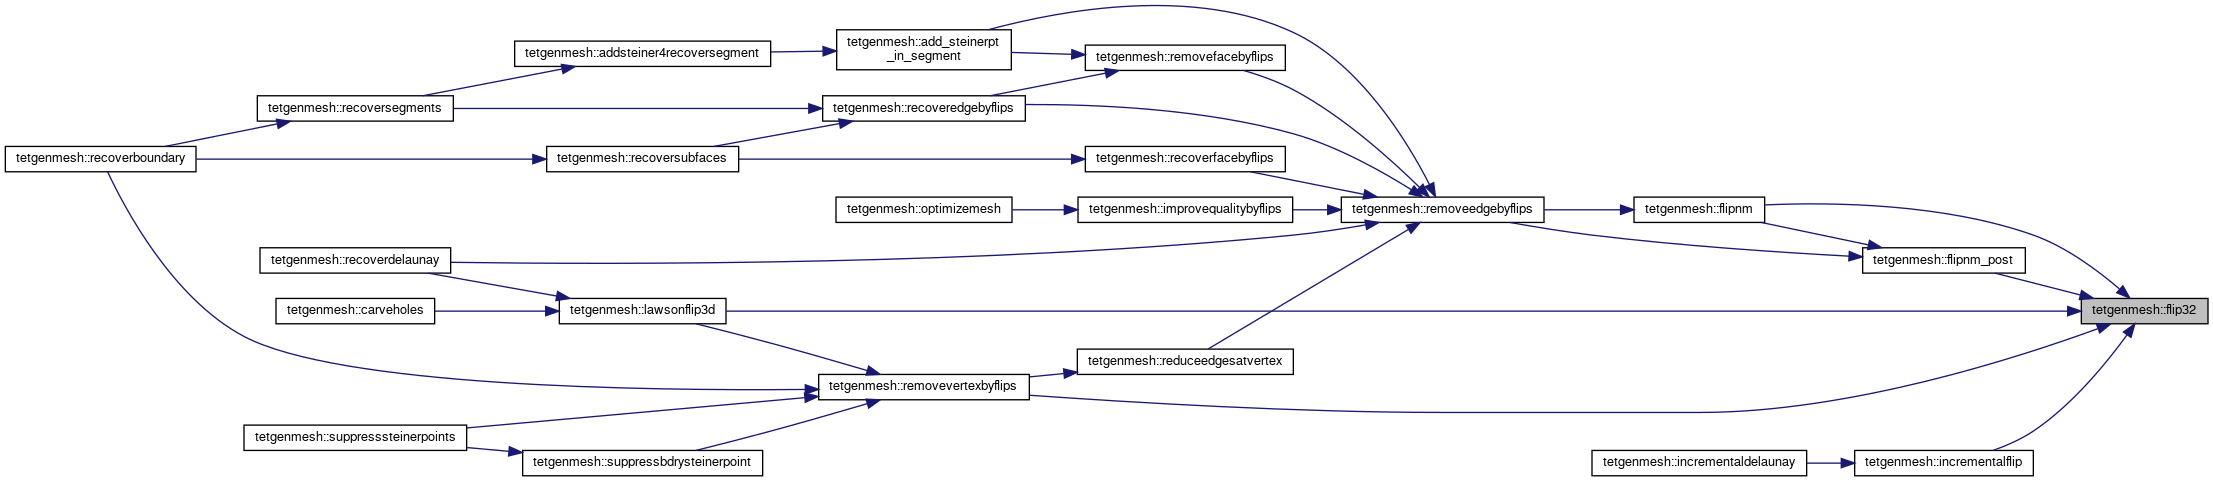 tetgenmesh::add_steinerpt
_in_segment
tetgenmesh::addsteiner4recoversegment
tetgenmesh::removefacebyflips
tetgenmesh::recoversegments
tetgenmesh::recoveredgebyflips
tetgenmesh::recoverboundary
tetgenmesh::recoversubfaces
tetgenmesh::recoverfacebyflips
tetgenmesh::optimizemesh
tetgenmesh::improvequalitybyflips
tetgenmesh::removeedgebyflips
tetgenmesh::flipnm
tetgenmesh::recoverdelaunay
tetgenmesh::flipnm_post
tetgenmesh::carveholes
tetgenmesh::lawsonflip3d
tetgenmesh::flip32
tetgenmesh::reduceedgesatvertex
tetgenmesh::removevertexbyflips
tetgenmesh::suppresssteinerpoints
tetgenmesh::suppressbdrysteinerpoint
tetgenmesh::incrementaldelaunay
tetgenmesh::incrementalflip